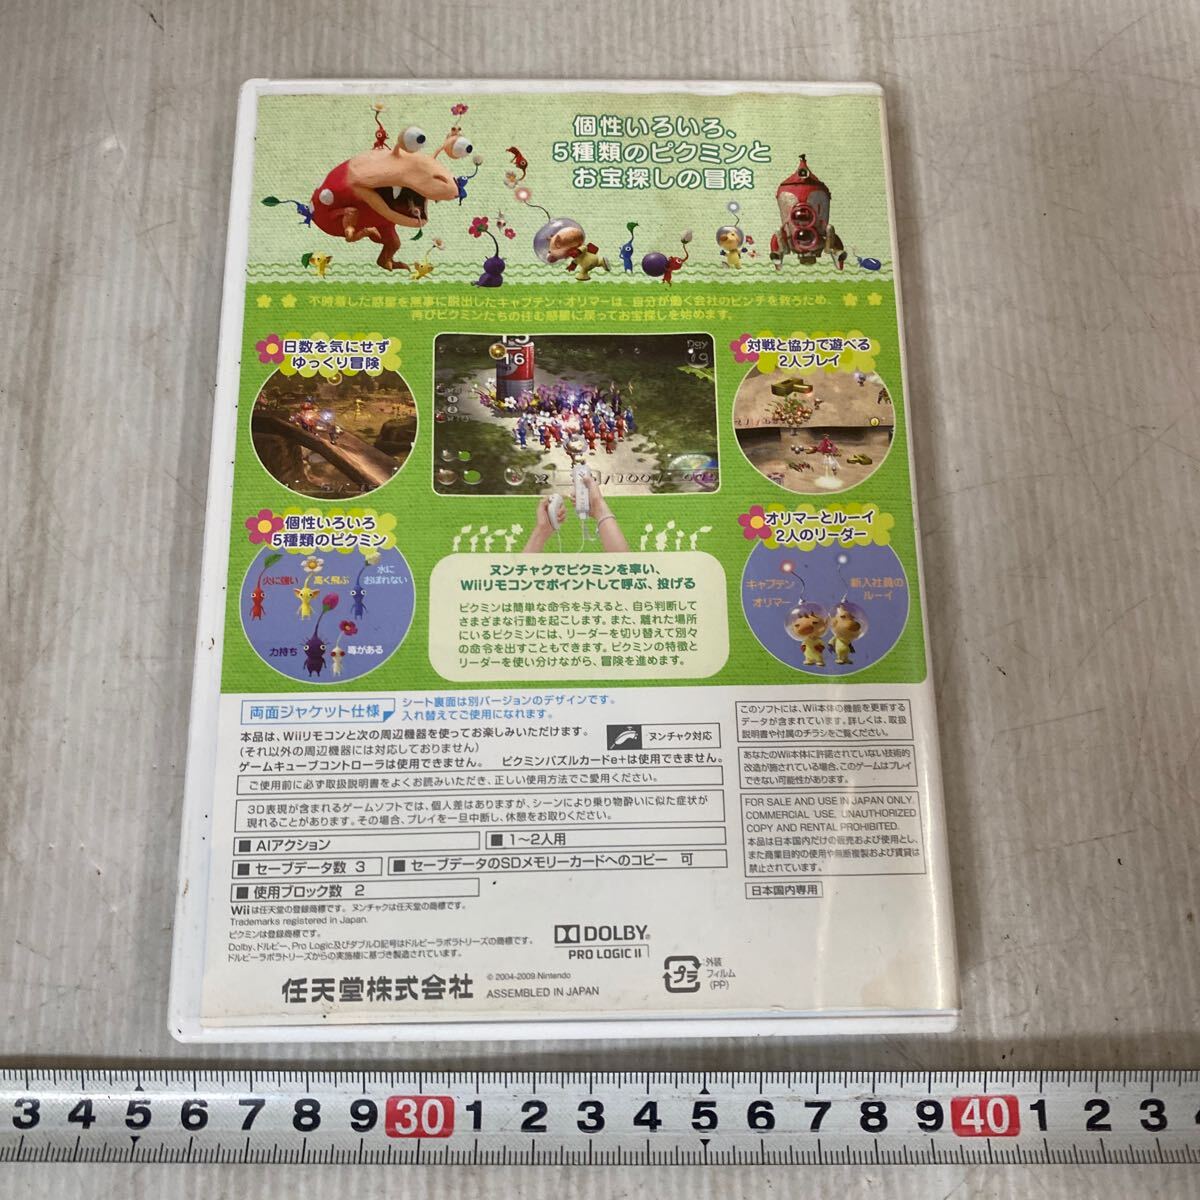 個性いろいろ、
5種類のピクミンと
お宝探しの冒険
不時着した惑星を無事に脱出したキャプテン・オリマーは、自分が働く会社のピンチを救うため、
再びピクミンたちの住む惑星に戻ってお宝探しを始めます。
日数を気にせず
ゆっくり冒険
16
Day
19
対戦と協力で遊べる
2人プレイ
個性いろいろ
5種類のピクミン
火に強い
高く飛ぶ
水に
おぼれない
力持ち
毒がある
ヌンチャクでピクミンを率い、
Wiiリモコンでポイントして呼ぶ、投げる
ピクミンは簡単な命令を与えると、自ら判断して
さまざまな行動を起こします。また、離れた場所
にいるピクミンには、リーダーを切り替えて別々
の命令を出すこともできます。ピクミンの特徴と
リーダーを使い分けながら、冒険を進めます。
オリマーとルーイ
2人のリーダー
キャプテン
オリマー
新入社員の
ルーイ
両面ジャケット仕様
シート裏面は別バージョンのデザインです。
入れ替えてご使用になれます。
本品は、Wiiリモコンと次の周辺機器を使ってお楽しみいただけます。
(それ以外の周辺機器には対応しておりません)
ヌンチャク対応
ゲームキューブコントローラは使用できません。 ピクミンパズルカードe+は使用できません。
ご使用前に必ず取扱説明書をよくお読みいただき、正しい使用方法でご愛用ください。
3D表現が含まれるゲームソフトでは、個人差はありますが、シーンにより乗り物酔いに似た症状が
現れることがあります。その場合、プレイを一旦中断し、休憩をお取りください。
■ AIアクション
■ 1～2人用
■ セーブデータ数 3
■ セーブデータのSDメモリーカードへのコピー 可
■ 使用ブロック数 2
Wiiは任天堂の登録商標です。ヌンチャクは任天堂の商標です。
Trademarks registered in Japan.
ピクミンは登録商標です。
Dolby、ドルビー、Pro Logic及びダブルD記号はドルビーラボラトリーズの商標です。
ドルビーラボラトリーズからの実施権に基づき製造されています。
DOLBY
PRO LOGIC II
任天堂株式会社
© 2004-2009 Nintendo
ASSEMBLED IN JAPAN
プラ
外装
フィルム
(PP)
このソフトには、Wii本体の機能を更新する
データが含まれています。詳しくは、取扱
説明書や付属のチラシをご覧ください。
あなたのWii本体に許諾されていない技術的
改造が施されている場合、このゲームはプレイ
できない可能性があります。
FOR SALE AND USE IN JAPAN ONLY.
COMMERCIAL USE, UNAUTHORIZED
COPY AND RENTAL PROHIBITED.
本品は日本国内だけの販売および使用とし、
また商業目的の使用や無断複製および賃貸は
禁止されています。
日本国内専用
3 4 5 6 7 8 9 30 1 2 3 4 5 6 7 8 9 40 1 2 3 4